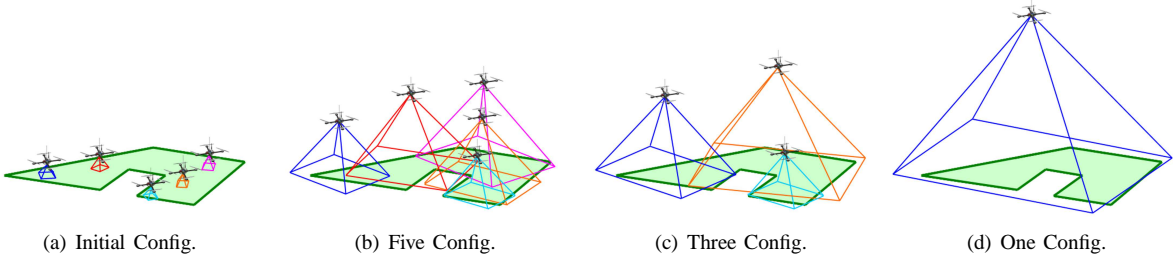 (a) Initial Config.
(b) Five Config.
(c) Three Config.
(d) One Config.